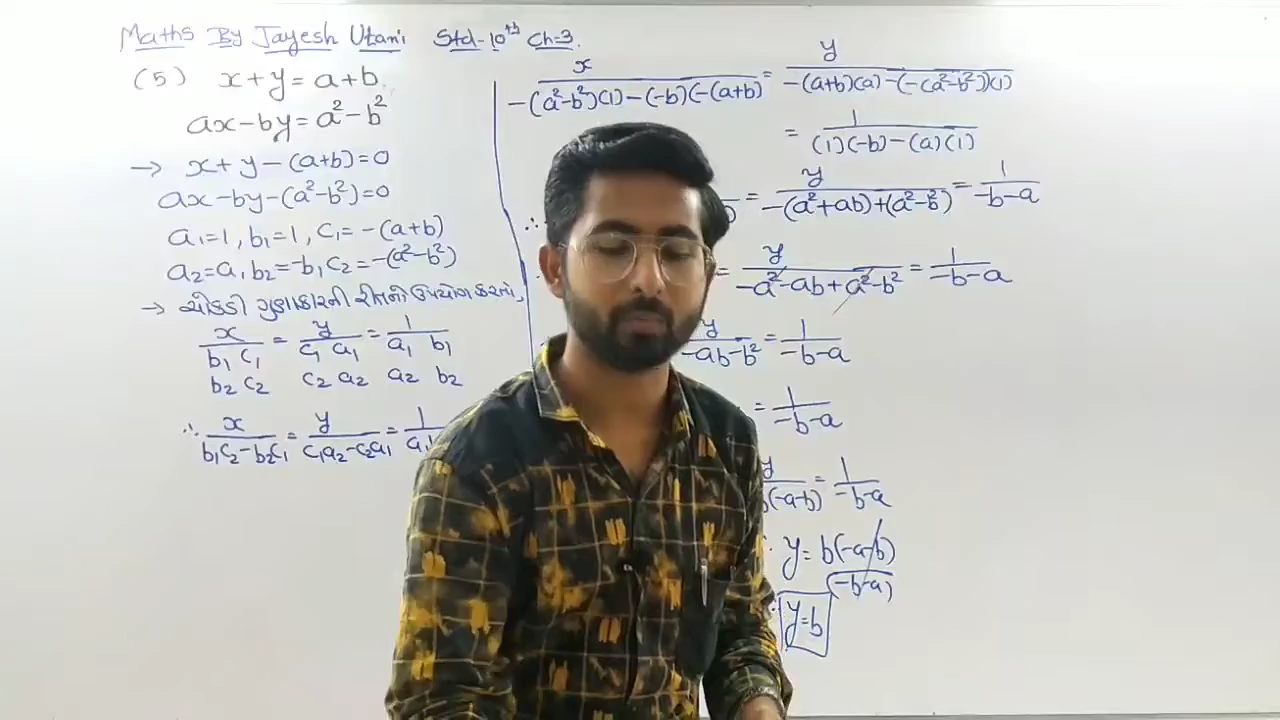 Maths By Jayesh Utani Std-10th Ch-3.
(5) x+y=a+b
ax-by=a²-b²
→ x+y-(a+b)=0
ax-by-(a²-b²)=0
a₁=1, b₁=1, c₁=-(a+b)
a₂=a, b₂=-b, c₂=-(a²-b²)
→ ચોકડી ગુણાકારની રીતનો ઉપયોગ કરતાં,
x/(b₁ c₁ b₂ c₂) = y/(c₁ a₁ c₂ a₂) = 1/(a₁ b₁ a₂ b₂)
∴ x/(b₁c₂-b₂c₁) = y/(c₁a₂-c₂a₁) = 1/(a₁
x/(-(a²-b²)(1)-(-b)(-(a+b)) = y/(-(a+b)(a)-(-(a²-b²))(1)
= 1/((1)(-b)-(a)(1))
∴ = y/(-(a²+ab)+(a²-b²)) = 1/(-b-a)
= y/(-a²-ab+a²-b²) = 1/(-b-a)
y/(-ab-b²) = 1/(-b-a)
= 1/(-b-a)
y/(b(-a-b)) = 1/(-b-a)
∴ y = b(-a-b)/(-b-a)
∴ y=b